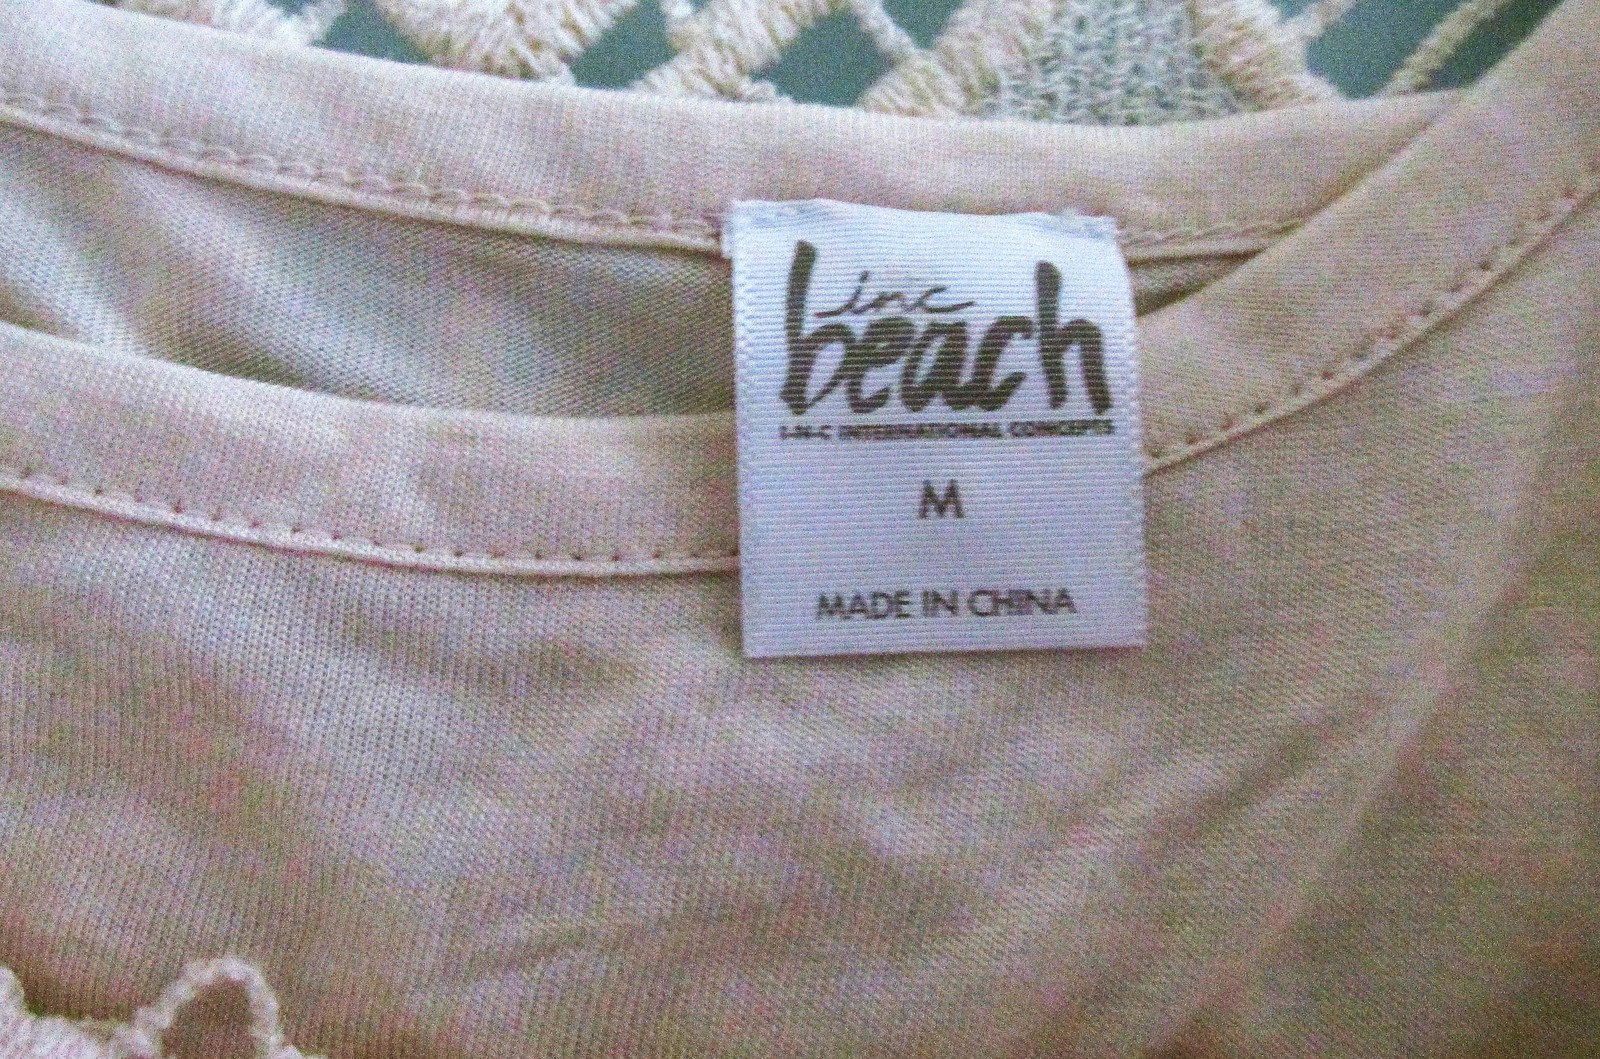 inc
beach
I·N·C INTERNATIONAL CONCEPTS
M
MADE IN CHINA